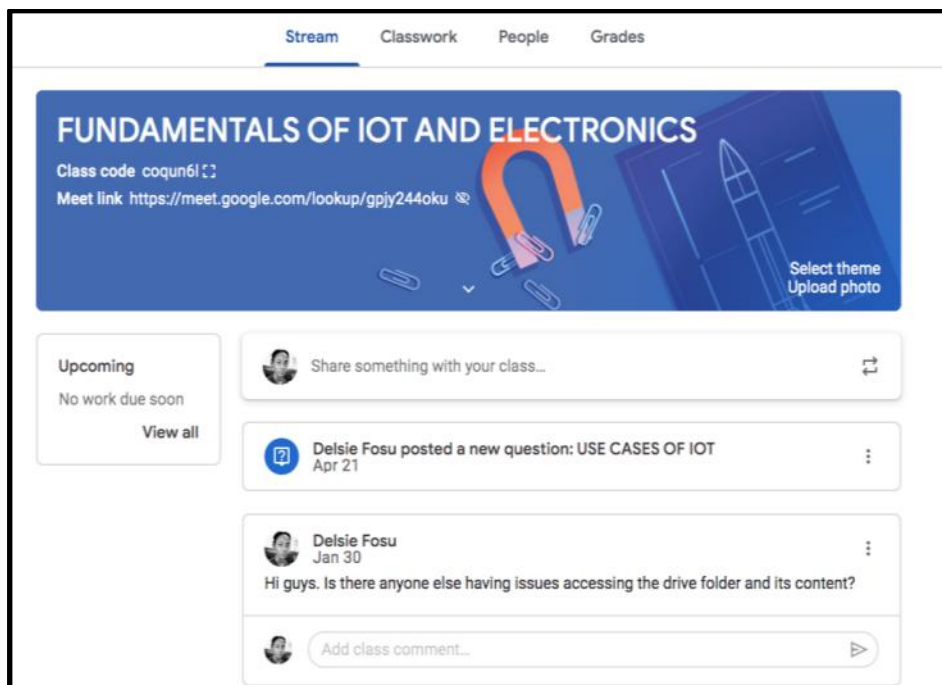 Stream Classwork People Grades
FUNDAMENTALS OF IOT AND ELECTRONICS
Class code coqun6l
Meet link https://meet.google.com/lookup/gpjy244oku
Select theme
Upload photo
Upcoming
No work due soon
View all
Share something with your class...
Delsie Fosu posted a new question: USE CASES OF IOT
Apr 21
Delsie Fosu
Jan 30
Hi guys. Is there anyone else having issues accessing the drive folder and its content?
Add class comment...